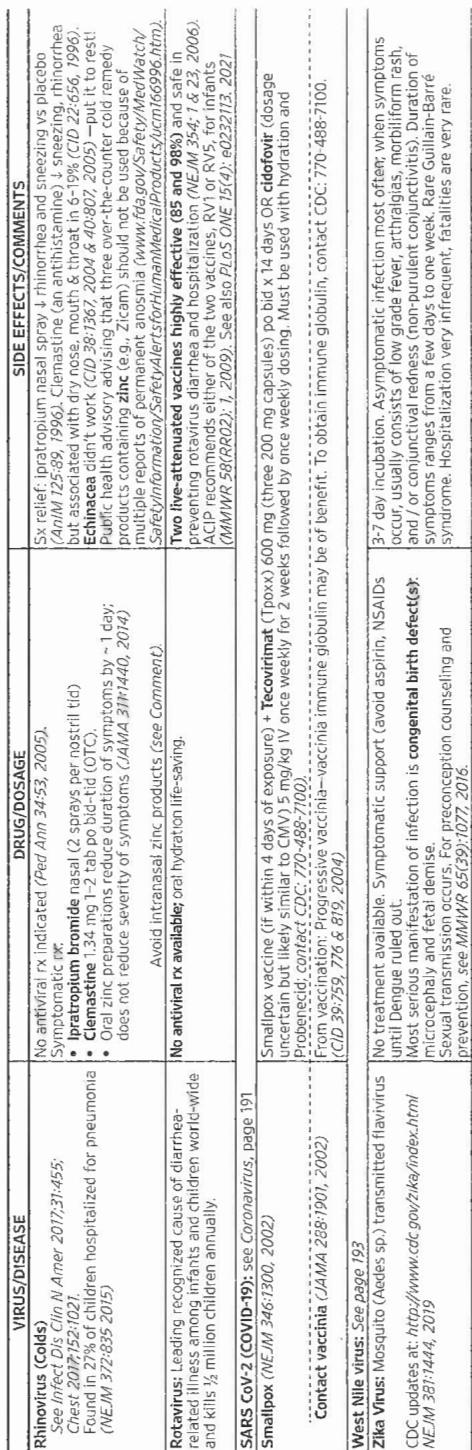 VIRUS/DISEASE
DRUG/DOSAGE
SIDE EFFECTS/COMMENTS
Rhinovirus (Colds)
See Infect Dis Clin N Amer 2017;31:455;
Chest 2017;152:1021.
Found in 27% of children hospitalized for pneumonia
(NEJM 372:835 2015)
No antiviral rx indicated (Ped Ann 34:53, 2005).
Symptomatic rx:
• Ipratropium bromide nasal (2 sprays per nostril tid)
• Clemastine 1.34 mg 1–2 tab po bid–tid (OTC).
• Oral zinc preparations reduce duration of symptoms by ~ 1 day;
does not reduce severity of symptoms (JAMA 311:1440, 2014)
Avoid intranasal zinc products (see Comment).
Sx relief: ipratropium nasal spray ↓ rhinorrhea and sneezing vs placebo
(AnIM 125:89, 1996). Clemastine (an antihistamine) ↓ sneezing, rhinorrhea
but associated with dry nose, mouth & throat in 6–19% (CID 22:656, 1996).
Echinacea didn't work (CID 38:1367, 2004 & 40:807, 2005) —put it to rest!
Public health advisory advising that three over-the-counter cold remedy
products containing zinc (e.g., Zicam) should not be used because of
multiple reports of permanent anosmia (www.fda.gov/Safety/MedWatch/
SafetyInformation/SafetyAlertsforHumanMedicalProducts/ucm166996.htm).
Rotavirus: Leading recognized cause of diarrhea-
related illness among infants and children world-wide
and kills ½ million children annually.
No antiviral rx available; oral hydration life-saving.
Two live-attenuated vaccines highly effective (85 and 98%) and safe in
preventing rotavirus diarrhea and hospitalization (NEJM 354; 1 & 23, 2006).
ACIP recommends either of the two vaccines, RV1 or RV5, for infants
(MMWR 58(RR02): 1, 2009). See also PLoS ONE 15(4): e0232113, 2021
SARS CoV-2 (COVID-19): see Coronavirus, page 191
Smallpox (NEJM 346:1300, 2002)
Smallpox vaccine (if within 4 days of exposure) + Tecovirimat (Tpoxx) 600 mg (three 200 mg capsules) po bid x 14 days OR cidofovir (dosage
uncertain but likely similar to CMV) 5 mg/kg IV once weekly for 2 weeks followed by once weekly dosing. Must be used with hydration and
Probenecid; contact CDC: 770-488-7100).
Contact vaccinia (JAMA 288:1901, 2002)
From vaccination: Progressive vaccinia—vaccinia immune globulin may be of benefit. To obtain immune globulin, contact CDC: 770-488-7100.
(CID 39:759, 776 & 819, 2004)
West Nile virus: See page 193
Zika Virus: Mosquito (Aedes sp.) transmitted flavivirus
CDC updates at: http://www.cdc.gov/zika/index.html
NEJM 381:1444, 2019
No treatment available. Symptomatic support (avoid aspirin, NSAIDs
until Dengue ruled out.
Most serious manifestation of infection is congenital birth defect(s):
microcephaly and fetal demise.
Sexual transmission occurs. For preconception counseling and
prevention, see MMWR 65(39):1077, 2016.
3-7 day incubation. Asymptomatic infection most often; when symptoms
occur, usually consists of low grade fever, arthralgias, morbiliform rash,
and / or conjunctival redness (non-purulent conjunctivitis). Duration of
symptoms ranges from a few days to one week. Rare Guillain-Barré
syndrome. Hospitalization very infrequent, fatalities are very rare.